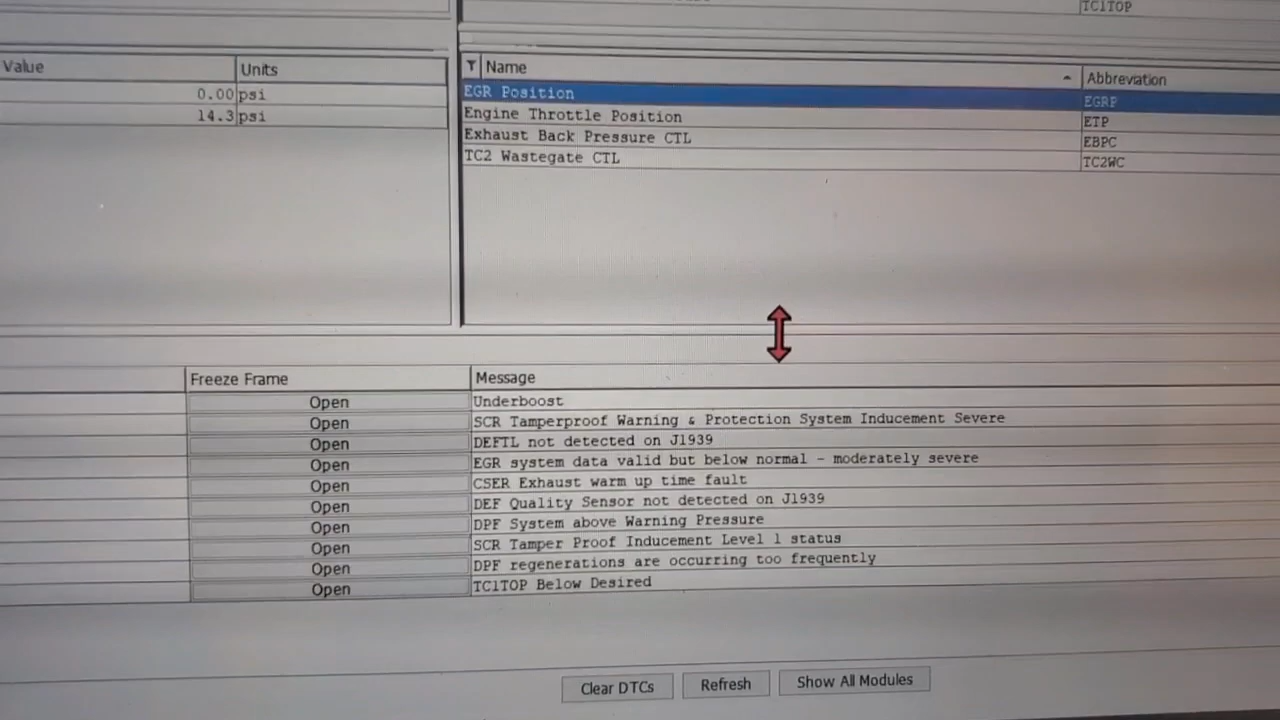 TC1TOP
Value Units
0.00 psi
14.3 psi
Name Abbreviation
EGR Position EGRP
Engine Throttle Position ETP
Exhaust Back Pressure CTL EBPC
TC2 Wastegate CTL TC2WC
Freeze Frame Message
Open Underboost
Open SCR Tamperproof Warning & Protection System Inducement Severe
Open DEFTL not detected on J1939
Open EGR system data valid but below normal - moderately severe
Open CSER Exhaust warm up time fault
Open DEF Quality Sensor not detected on J1939
Open DPF System above Warning Pressure
Open SCR Tamper Proof Inducement Level 1 status
Open DPF regenerations are occurring too frequently
Open TC1TOP Below Desired
Clear DTCs Refresh Show All Modules